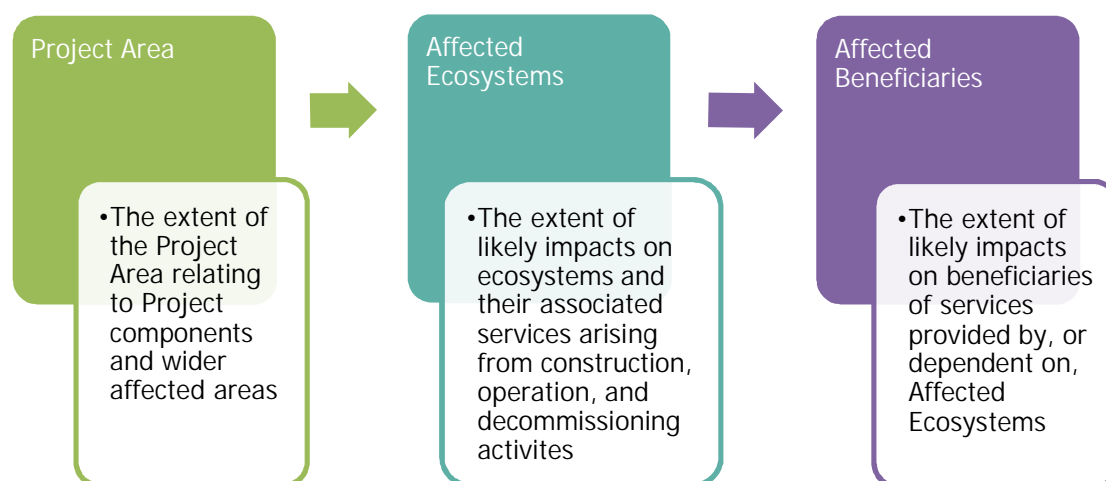 Project Area
•The extent of
the Project
Area relating
to Project
components
and wider
affected areas
Affected
Ecosystems
•The extent of
likely impacts on
ecosystems and
their associated
services arising
from construction,
operation, and
decommissioning
activites
Affected
Beneficiaries
•The extent of
likely impacts
on beneficiaries
of services
provided by, or
dependent on,
Affected
Ecosystems